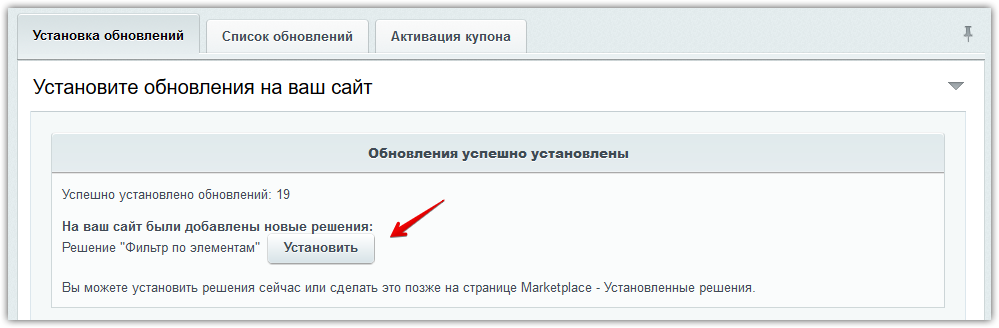 Установка обновлений
Список обновлений
Активация купона
Установите обновления на ваш сайт
Обновления успешно установлены
Успешно установлено обновлений: 19
На ваш сайт были добавлены новые решения:
Решение "Фильтр по элементам" Установить
Вы можете установить решения сейчас или сделать это позже на странице Marketplace - Установленные решения.